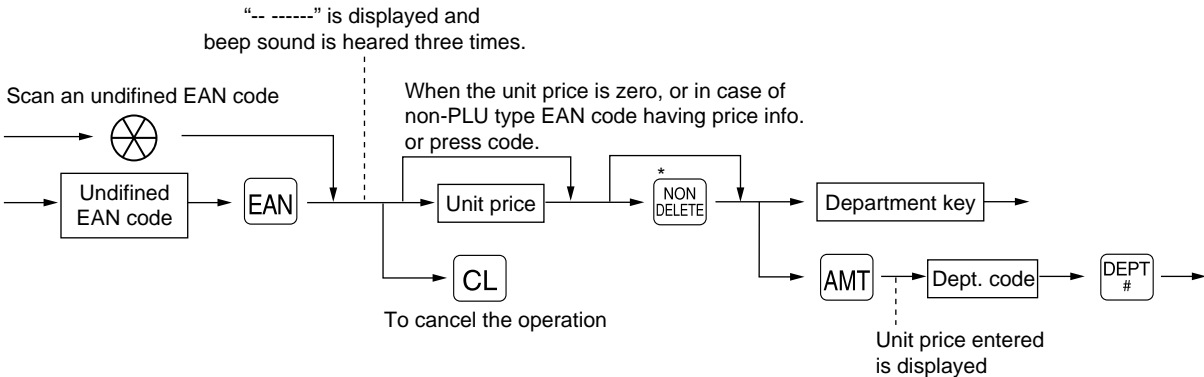 “-- ------” is displayed and
beep sound is heared three times.
Scan an undifined EAN code
When the unit price is zero, or in case of
non-PLU type EAN code having price info.
or press code.
Undifined
EAN code
EAN
Unit price
*
NON
DELETE
Department key
CL
To cancel the operation
AMT
Dept. code
DEPT
#
Unit price entered
is displayed